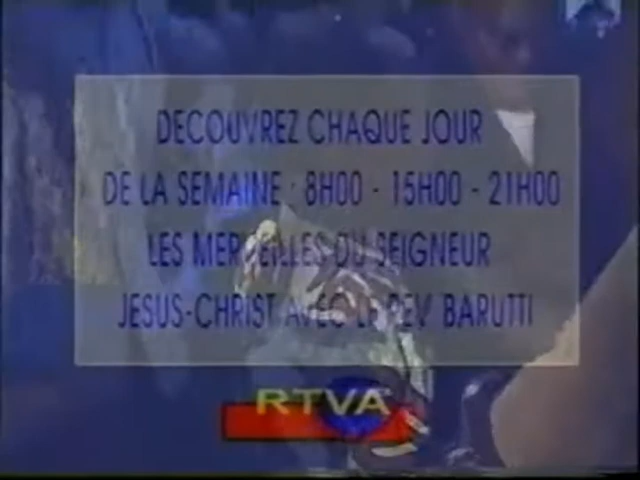 DECOUVREZ CHAQUE JOUR
DE LA SEMAINE : 8H00 - 15H00 - 21H00
LES MERVEILLES DU SEIGNEUR
JESUS-CHRIST AVEC LE REV BARUTTI
RTVA